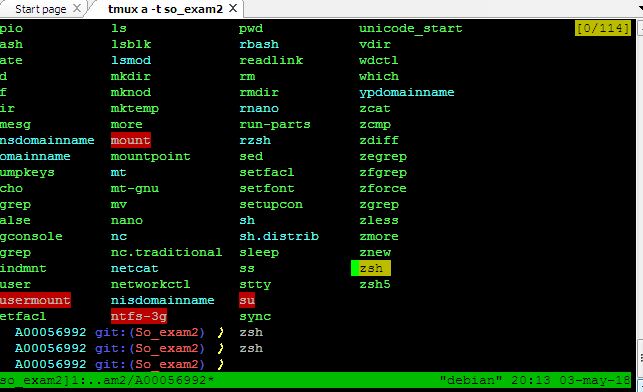 Start page tmux a -t so_exam2
pio ls pwd unicode_start [0/114]
ash lsblk rbash vdir
ate lsmod readlink wdctl
d mkdir rm which
f mknod rmdir ypdomainname
ir mktemp rnano zcat
mesg more run-parts zcmp
nsdomainname mount rzsh zdiff
omainname mountpoint sed zegrep
umpkeys mt setfacl zfgrep
cho mt-gnu setfont zforce
grep mv setupcon zgrep
alse nano sh zless
gconsole nc sh.distrib zmore
grep nc.traditional sleep znew
indmnt netcat ss zsh
user networkctl stty zsh5
usermount nisdomainname su
etfacl ntfs-3g sync
A00056992 git:(So_exam2) ) zsh
A00056992 git:(So_exam2) ) zsh
A00056992 git:(So_exam2) )
so_exam2]1:..am2/A00056992* "debian" 20:13 03-may-18